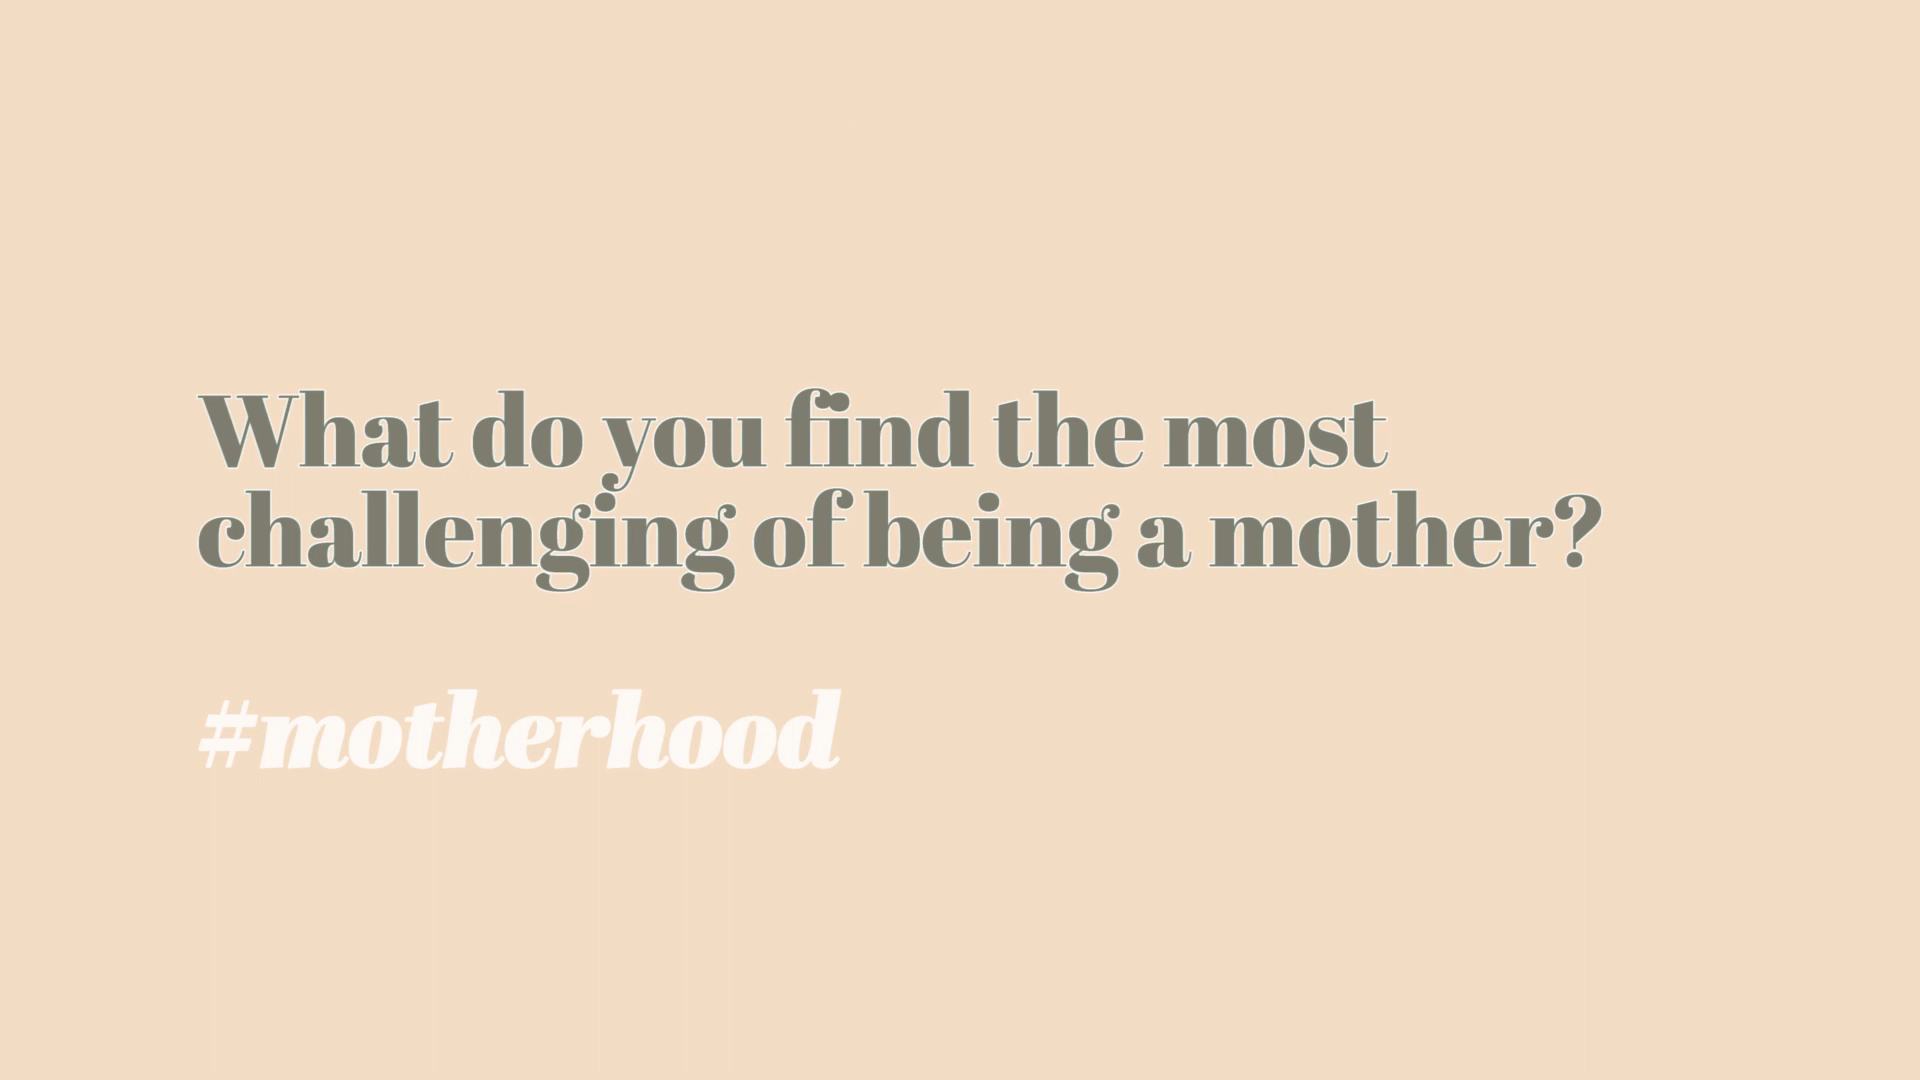 What do you find the most
challenging of being a mother?
#motherhood